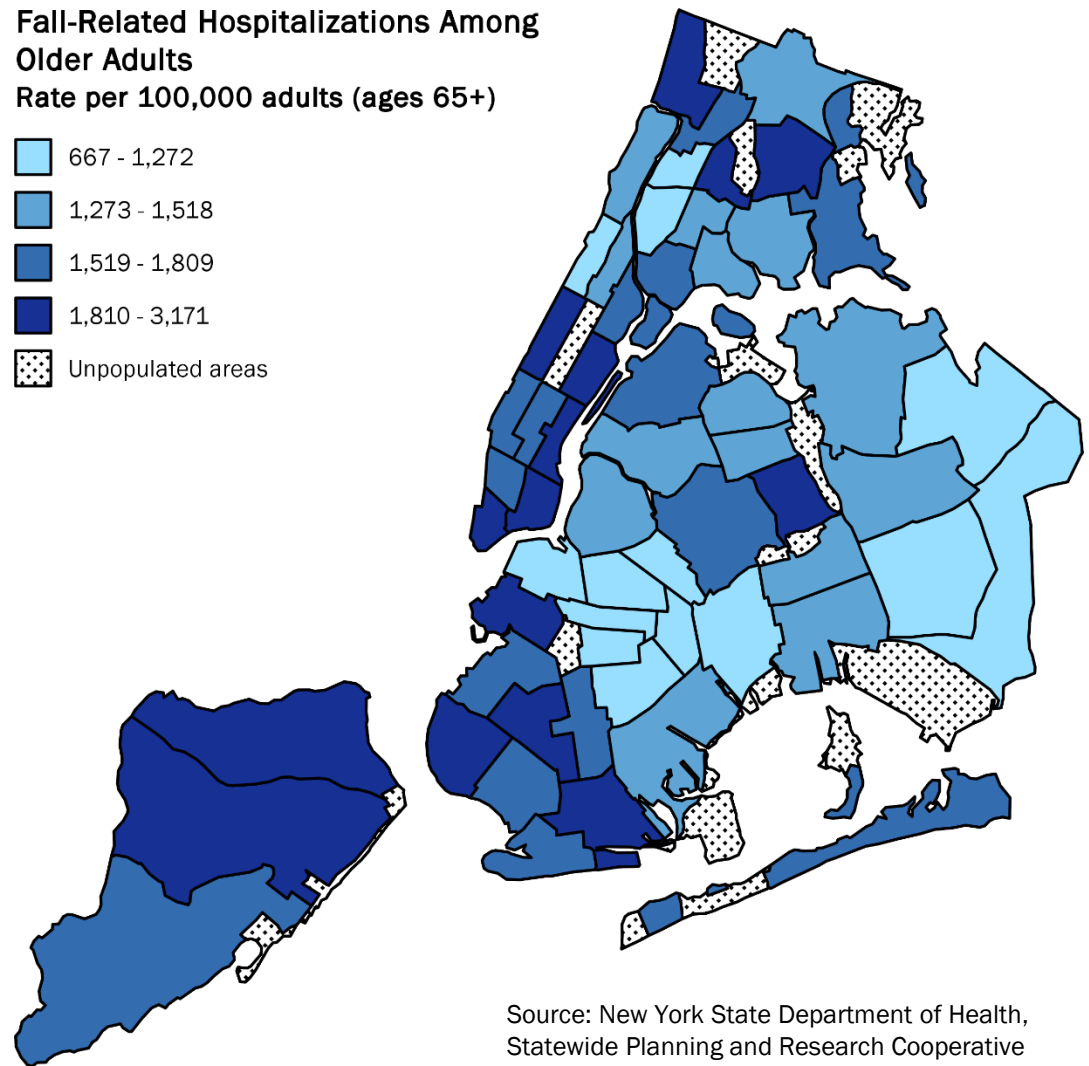 Fall-Related Hospitalizations Among
Older Adults
Rate per 100,000 adults (ages 65+)
667 - 1,272
1,273 - 1,518
1,519 - 1,809
1,810 - 3,171
Unpopulated areas
Source: New York State Department of Health,
Statewide Planning and Research Cooperative